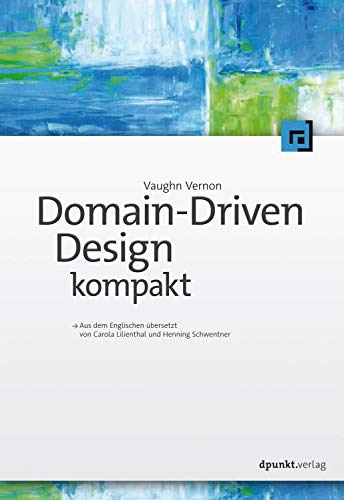 Vaughn Vernon
Domain-Driven
Design
kompakt
→ Aus dem Englischen übersetzt
von Carola Lilienthal und Henning Schwentner
dpunkt.verlag